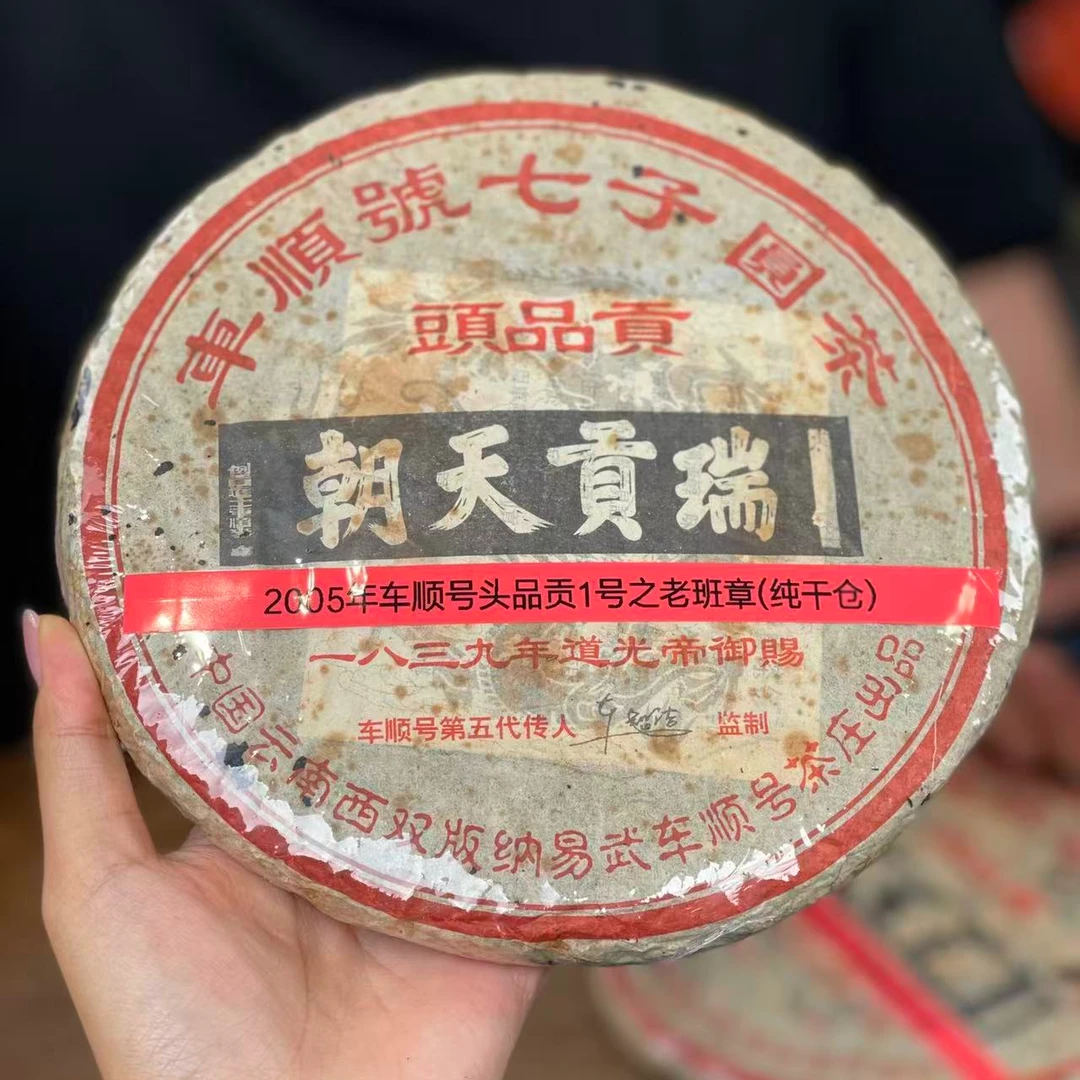 車順號七子圓茶
頭品貢
朝天貢瑞
2005年车顺号头品贡1号之老班章(纯干仓)
一八三九年道光帝御賜
车顺号第五代传人
监制
中国云南西双版纳易武车顺号茶庄出品